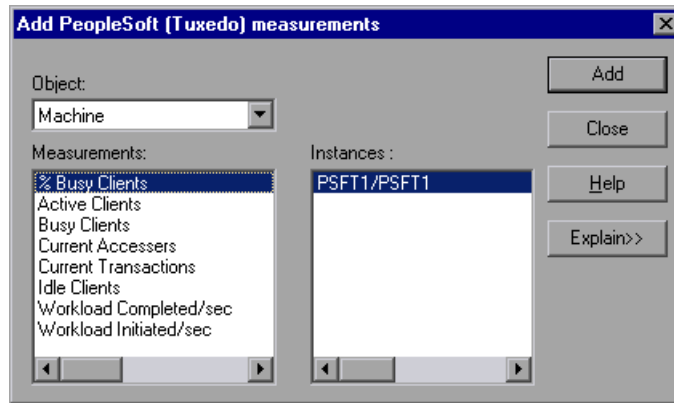 Add PeopleSoft (Tuxedo) measurements
Object:
Machine
Measurements:
% Busy Clients
Active Clients
Busy Clients
Current Accessers
Current Transactions
Idle Clients
Workload Completed/sec
Workload Initiated/sec
Instances :
PSFT1/PSFT1
Add
Close
Help
Explain>>